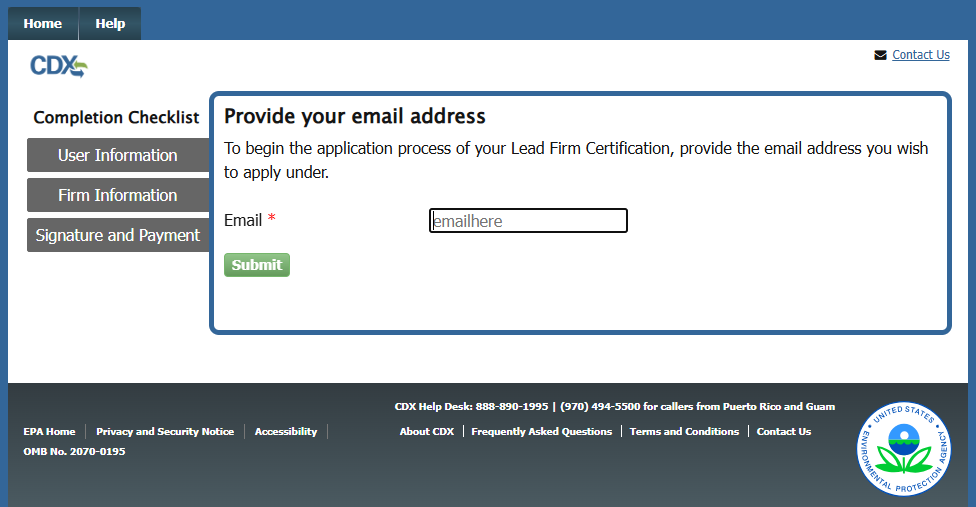 Home Help
CDX
Contact Us
Completion Checklist
User Information
Firm Information
Signature and Payment
Provide your email address
To begin the application process of your Lead Firm Certification, provide the email address you wish
to apply under.
Email *
emailhere
Submit
CDX Help Desk: 888-890-1995 | (970) 494-5500 for callers from Puerto Rico and Guam
EPA Home Privacy and Security Notice Accessibility
About CDX Frequently Asked Questions Terms and Conditions Contact Us
OMB No. 2070-0195
UNITED STATES
ENVIRONMENTAL PROTECTION AGENCY